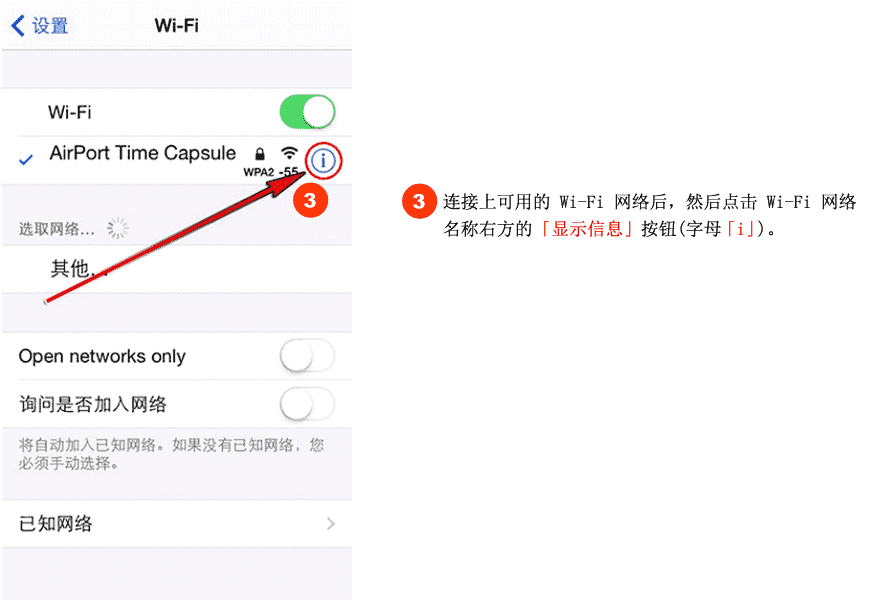 设置
Wi-Fi
Wi-Fi
AirPort Time Capsule
WPA2 -55
i
3
选取网络...
其他...
Open networks only
询问是否加入网络
将自动加入已知网络。如果没有已知网络，您
必须手动选择。
已知网络
3 连接上可用的 Wi-Fi 网络后，然后点击 Wi-Fi 网络
名称右方的「显示信息」按钮(字母「i」)。